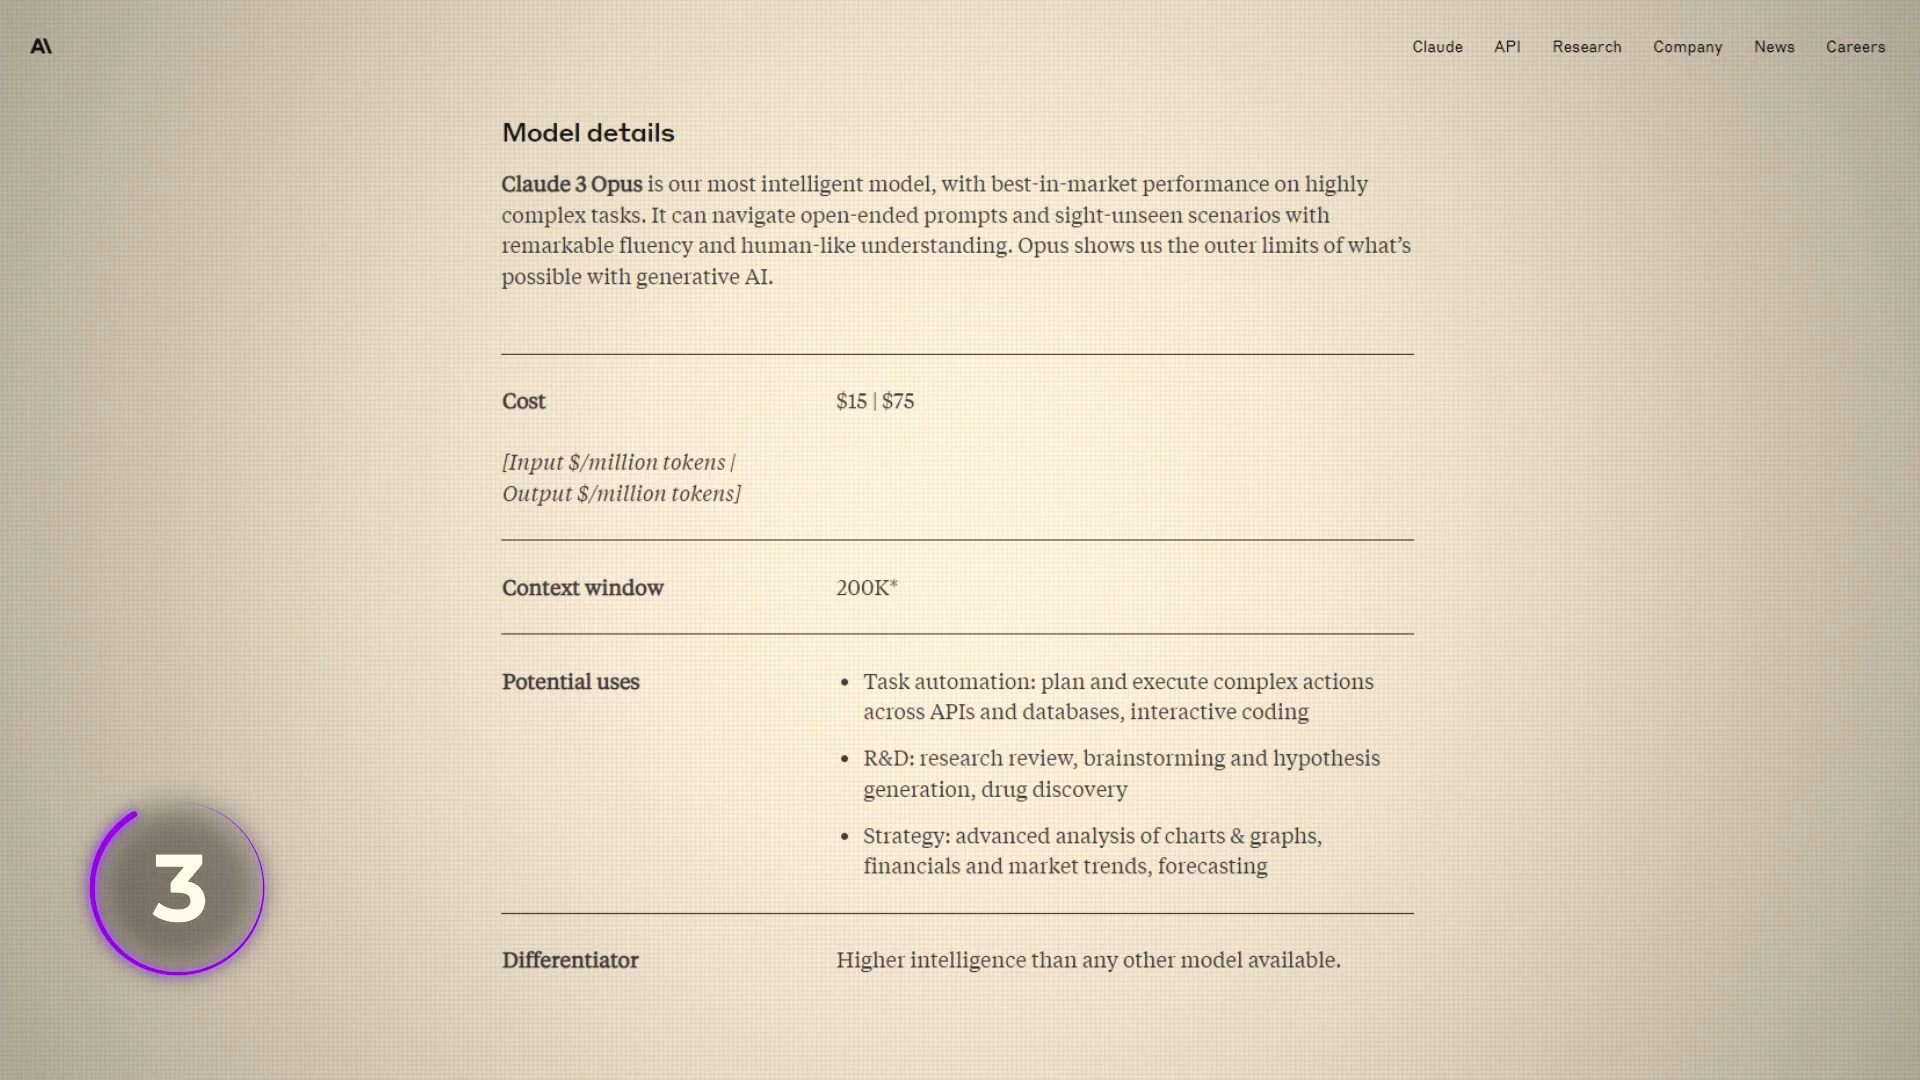 A\
Claude API Research Company News Careers
Model details
Claude 3 Opus is our most intelligent model, with best-in-market performance on highly
complex tasks. It can navigate open-ended prompts and sight-unseen scenarios with
remarkable fluency and human-like understanding. Opus shows us the outer limits of what’s
possible with generative AI.
Cost
$15 | $75
[Input $/million tokens |
Output $/million tokens]
Context window
200K*
Potential uses
• Task automation: plan and execute complex actions
across APIs and databases, interactive coding
• R&D: research review, brainstorming and hypothesis
generation, drug discovery
• Strategy: advanced analysis of charts & graphs,
financials and market trends, forecasting
3
Differentiator
Higher intelligence than any other model available.